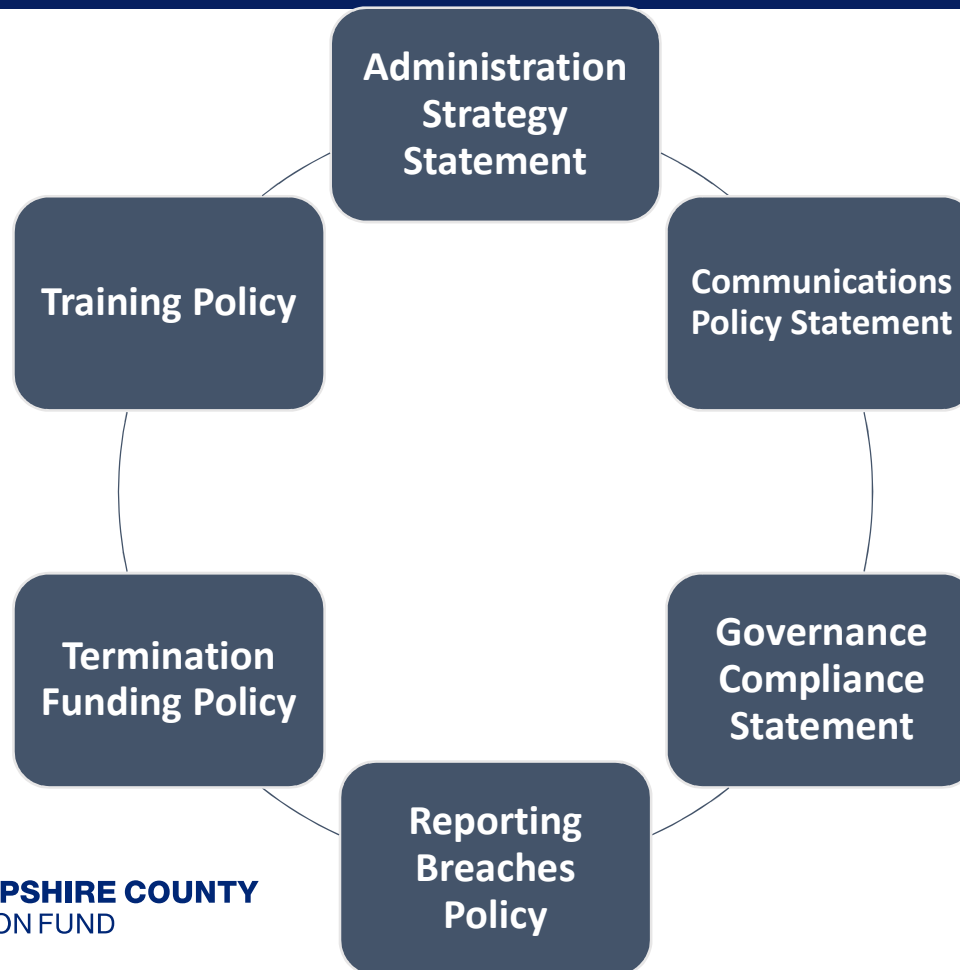 Administration
Strategy
Statement
Communications
Policy Statement
Governance
Compliance
Statement
Reporting
Breaches
Policy
Termination
Funding Policy
Training Policy
PSHIRE COUNTY
ON FUND